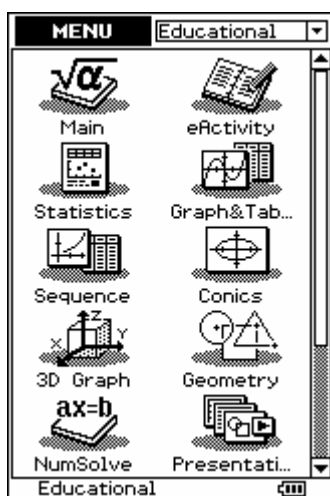 MENU Educational
√α
Main eActivity
Statistics Graph&Tab...
Sequence Conics
Z
X Y
3D Graph Geometry
ax=b
NumSolve Presentati...
Educational